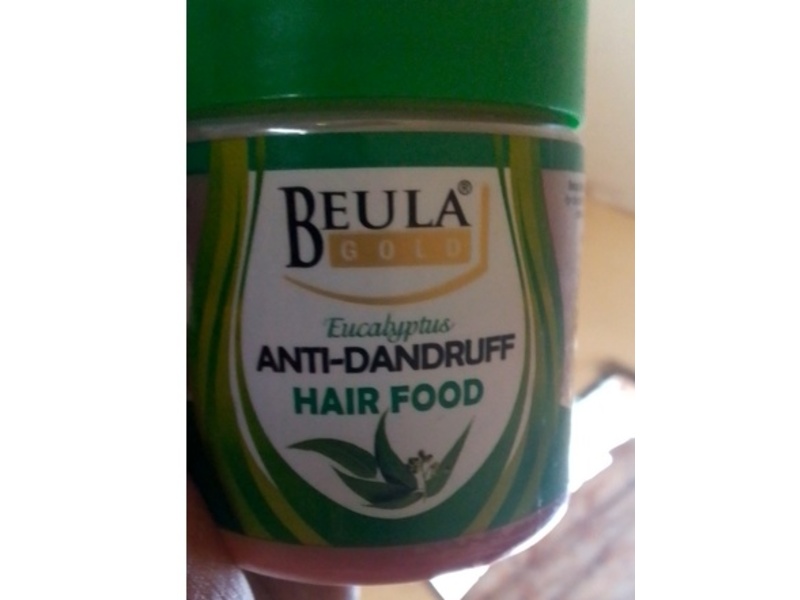 BEULA®
GOLD
Eucalyptus
ANTI-DANDRUFF
HAIR FOOD